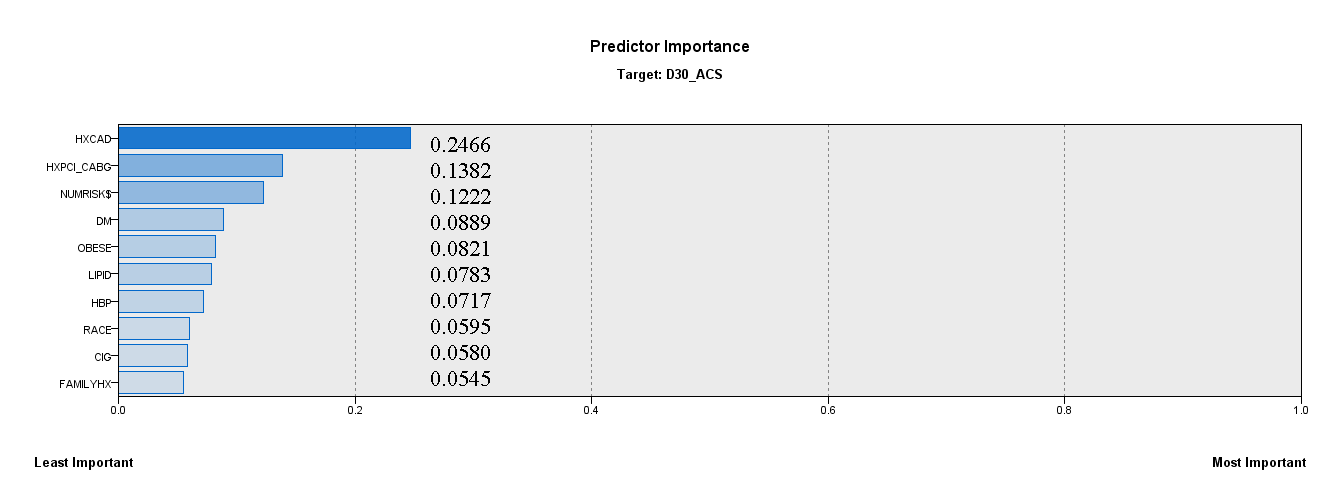 Predictor Importance
Target: D30_ACS
HXCAD 0.2466
HXPCI_CABG 0.1382
NUMRISK$ 0.1222
DM 0.0889
OBESE 0.0821
LIPID 0.0783
HBP 0.0717
RACE 0.0595
CIG 0.0580
FAMILYHX 0.0545
0.0 0.2 0.4 0.6 0.8 1.0
Least Important Most Important